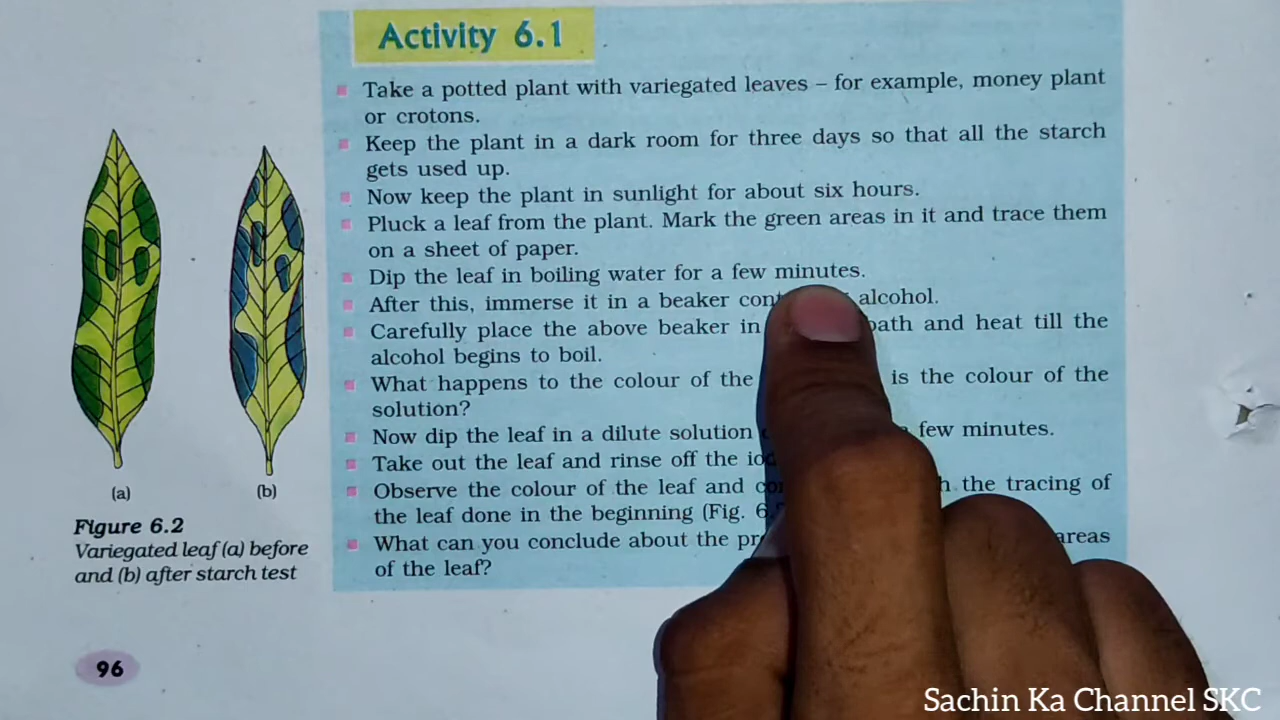 Activity 6.1
Take a potted plant with variegated leaves – for example, money plant
or crotons.
Keep the plant in a dark room for three days so that all the starch
gets used up.
Now keep the plant in sunlight for about six hours.
Pluck a leaf from the plant. Mark the green areas in it and trace them
on a sheet of paper.
Dip the leaf in boiling water for a few minutes.
After this, immerse it in a beaker alcohol.
Carefully place the above beaker in bath and heat till the
alcohol begins to boil.
What happens to the colour of the is the colour of the
solution?
Now dip the leaf in a dilute solution few minutes.
Take out the leaf and rinse off the
Observe the colour of the leaf and the tracing of
the leaf done in the beginning (Fig.
What can you conclude about the areas
of the leaf?
(a)
(b)
Figure 6.2
Variegated leaf (a) before
and (b) after starch test
96
Sachin Ka Channel SKC